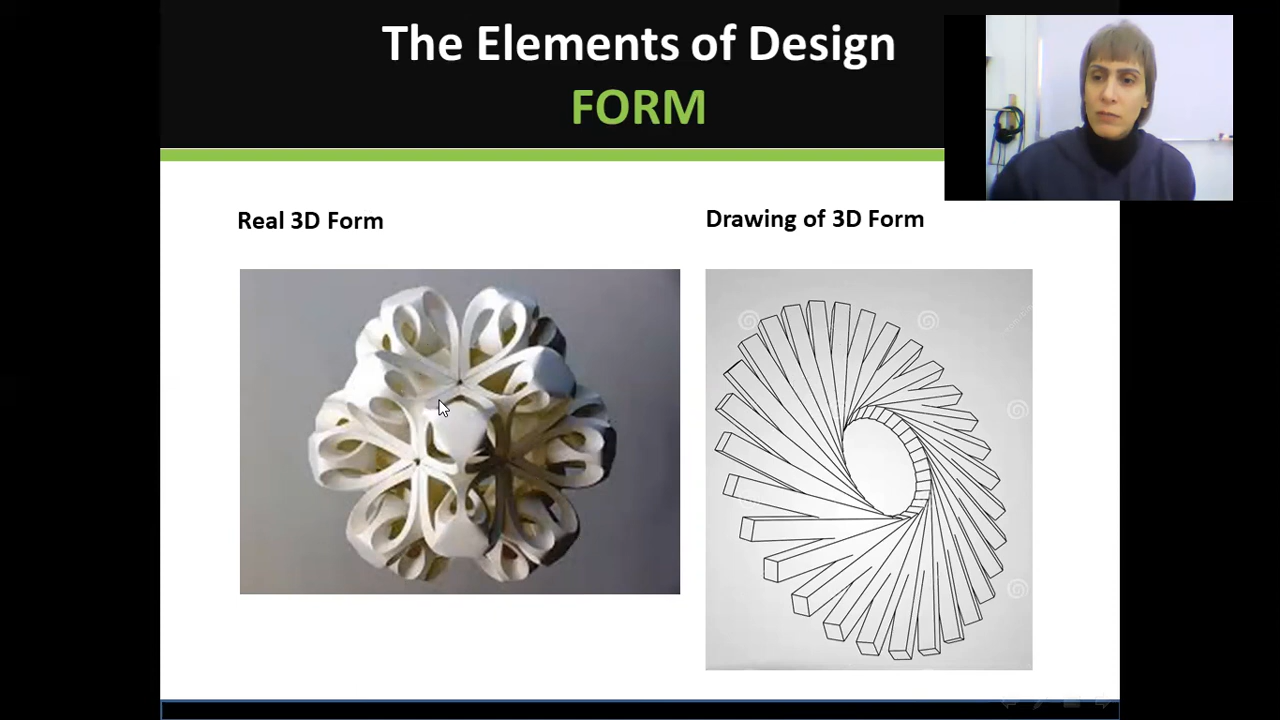 The Elements of Design
FORM
Real 3D Form
Drawing of 3D Form